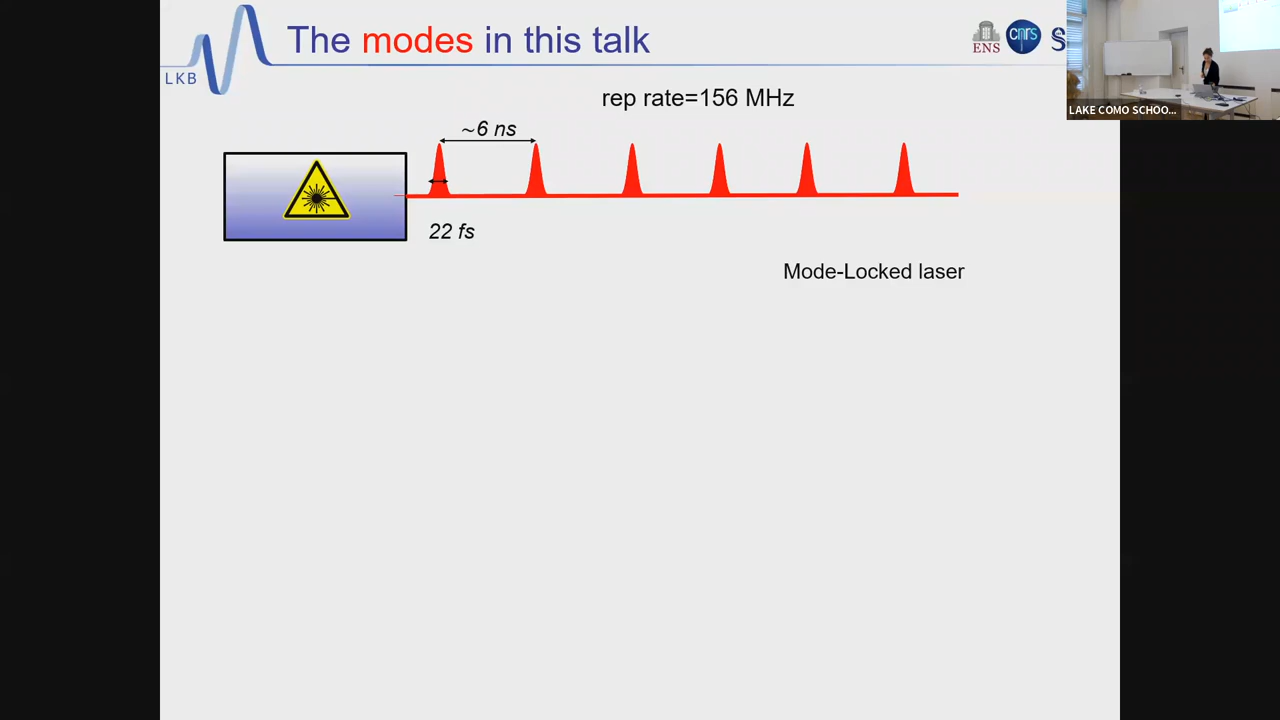 The modes in this talk
LKB
ENS
cnrs
S
LAKE COMO SCHOO...
rep rate=156 MHz
~6 ns
22 fs
Mode-Locked laser